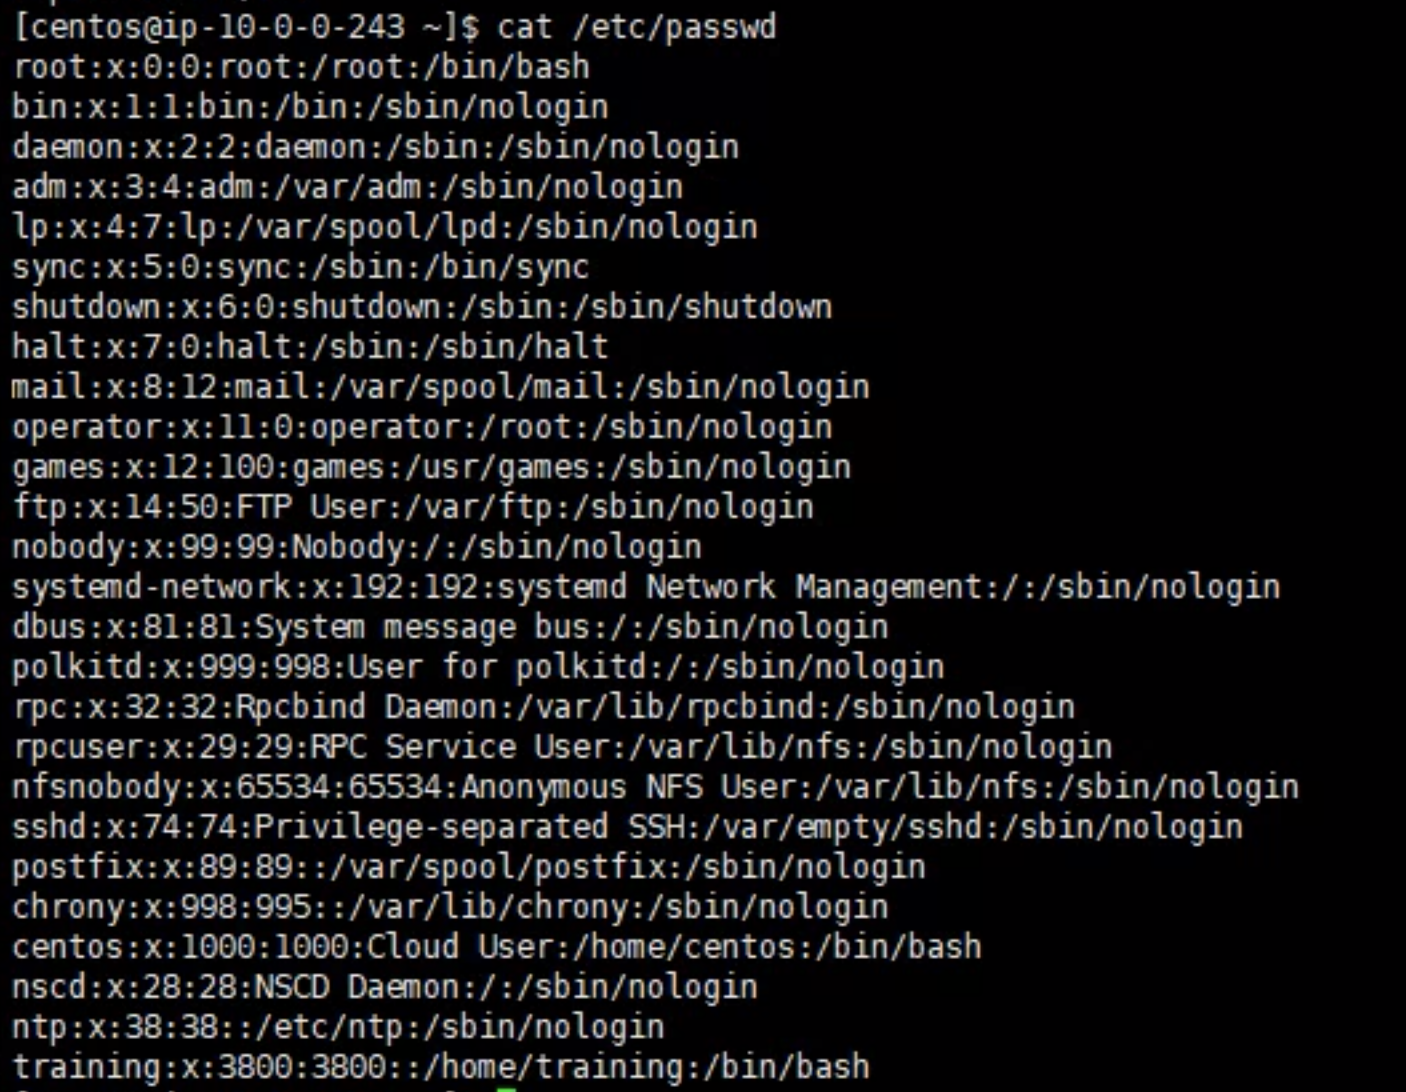 [centos@ip-10-0-0-243 ~]$ cat /etc/passwd
root:x:0:0:root:/root:/bin/bash
bin:x:1:1:bin:/bin:/sbin/nologin
daemon:x:2:2:daemon:/sbin:/sbin/nologin
adm:x:3:4:adm:/var/adm:/sbin/nologin
lp:x:4:7:lp:/var/spool/lpd:/sbin/nologin
sync:x:5:0:sync:/sbin:/bin/sync
shutdown:x:6:0:shutdown:/sbin:/sbin/shutdown
halt:x:7:0:halt:/sbin:/sbin/halt
mail:x:8:12:mail:/var/spool/mail:/sbin/nologin
operator:x:11:0:operator:/root:/sbin/nologin
games:x:12:100:games:/usr/games:/sbin/nologin
ftp:x:14:50:FTP User:/var/ftp:/sbin/nologin
nobody:x:99:99:Nobody:/:/sbin/nologin
systemd-network:x:192:192:systemd Network Management:/:/sbin/nologin
dbus:x:81:81:System message bus:/:/sbin/nologin
polkitd:x:999:998:User for polkitd:/:/sbin/nologin
rpc:x:32:32:Rpcbind Daemon:/var/lib/rpcbind:/sbin/nologin
rpcuser:x:29:29:RPC Service User:/var/lib/nfs:/sbin/nologin
nfsnobody:x:65534:65534:Anonymous NFS User:/var/lib/nfs:/sbin/nologin
sshd:x:74:74:Privilege-separated SSH:/var/empty/sshd:/sbin/nologin
postfix:x:89:89::/var/spool/postfix:/sbin/nologin
chrony:x:998:995::/var/lib/chrony:/sbin/nologin
centos:x:1000:1000:Cloud User:/home/centos:/bin/bash
nscd:x:28:28:NSCD Daemon:/:/sbin/nologin
ntp:x:38:38::/etc/ntp:/sbin/nologin
training:x:3800:3800::/home/training:/bin/bash